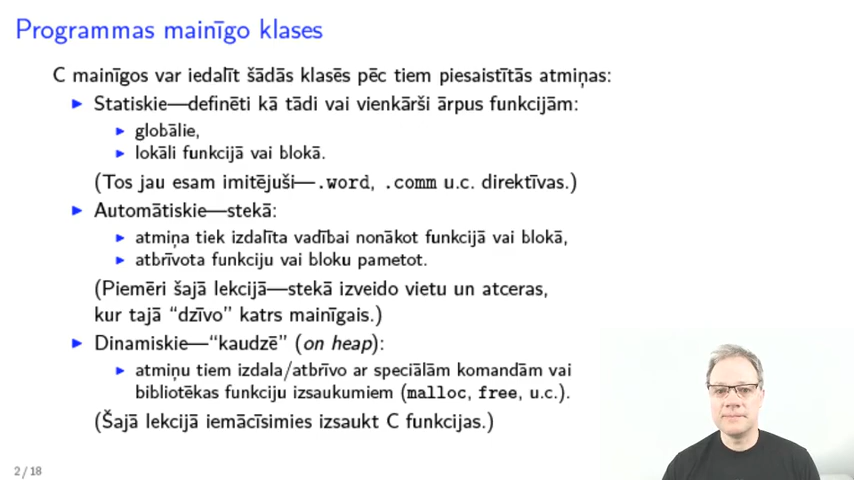 Programmas mainīgo klases
C mainīgos var iedalīt šādās klasēs pēc tiem piesaistītās atmiņas:
Statiskie—definēti kā tādi vai vienkārši ārpus funkcijām:
globālie,
lokāli funkcijā vai blokā.
(Tos jau esam imitējuši—.word, .comm u.c. direktīvas.)
Automātiskie—stekā:
atmiņa tiek izdalīta vadībai nonākot funkcijā vai blokā,
atbrīvota funkciju vai bloku pametot.
(Piemēri šajā lekcijā—stekā izveido vietu un atceras,
kur tajā “dzīvo” katrs mainīgais.)
Dinamiskie—“kaudzē” (on heap):
atmiņu tiem izdala/atbrīvo ar speciālām komandām vai
bibliotēkas funkciju izsaukumiem (malloc, free, u.c.).
(Šajā lekcijā iemācīsimies izsaukt C funkcijas.)
2 / 18